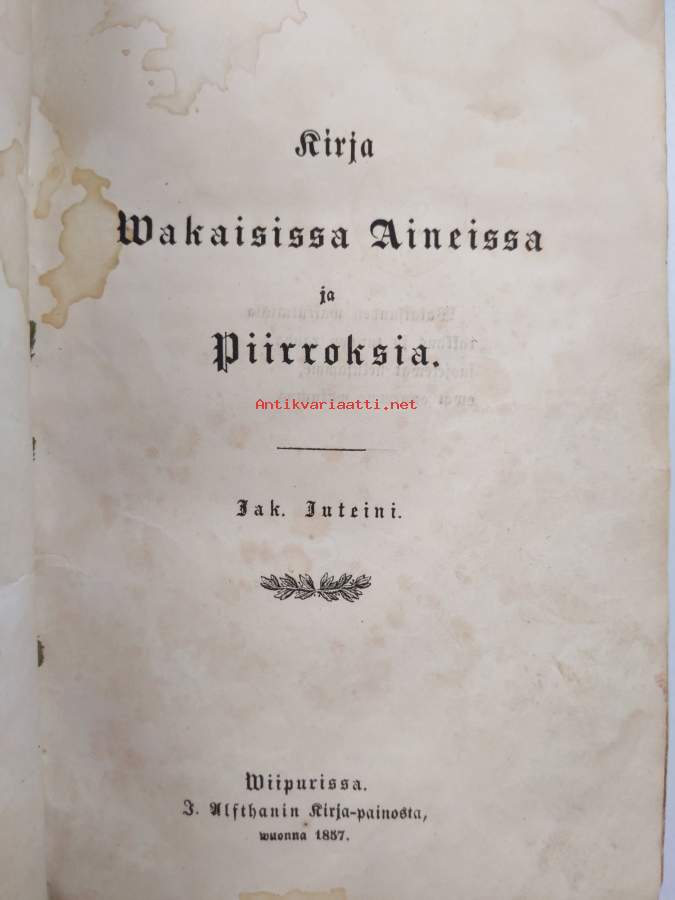 Kirja
Wakaisissa Aineissa
ja
Piirroksia.
Antikvariaatti.net
Jak. Juteini.
Wiipurissa.
J. Alfthanin Kirja-painosta,
wuonna 1857.